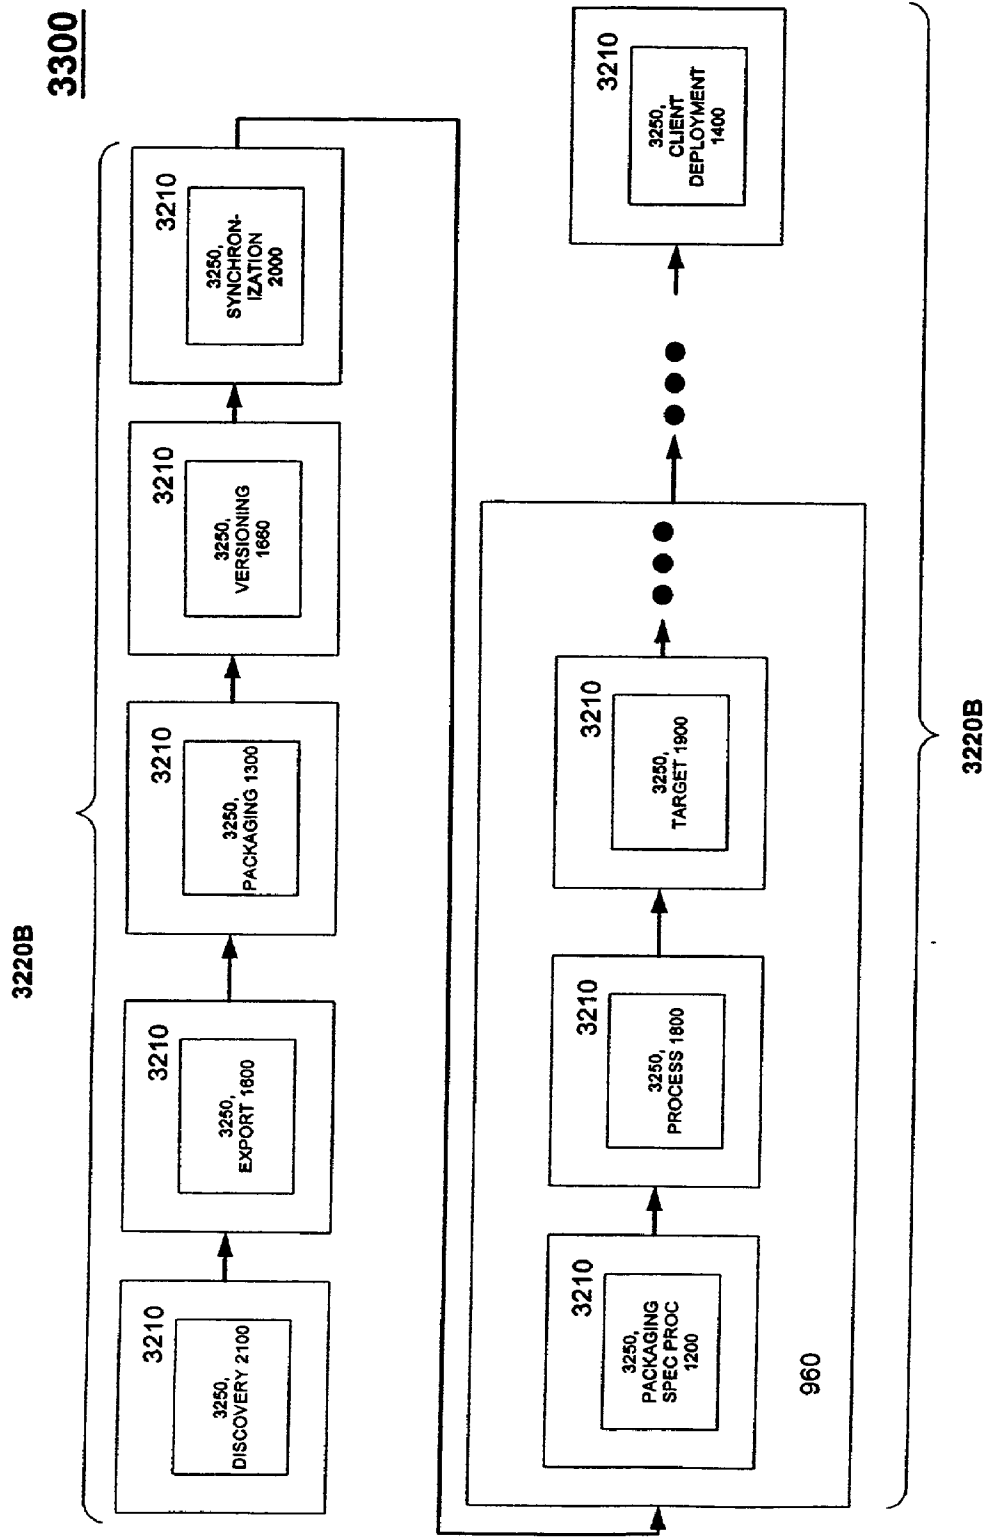 3300
3220B
3210
3250,
DISCOVERY 2100
3210
3250,
EXPORT 1600
3210
3250,
PACKAGING 1300
3210
3250,
VERSIONING
1660
3210
3250,
SYNCHRON-
IZATION
2000
960
3210
3250,
PACKAGING
SPEC PROC
1200
3210
3250,
PROCESS 1800
3210
3250,
TARGET 1900
3210
3250,
CLIENT
DEPLOYMENT
1400
3220B